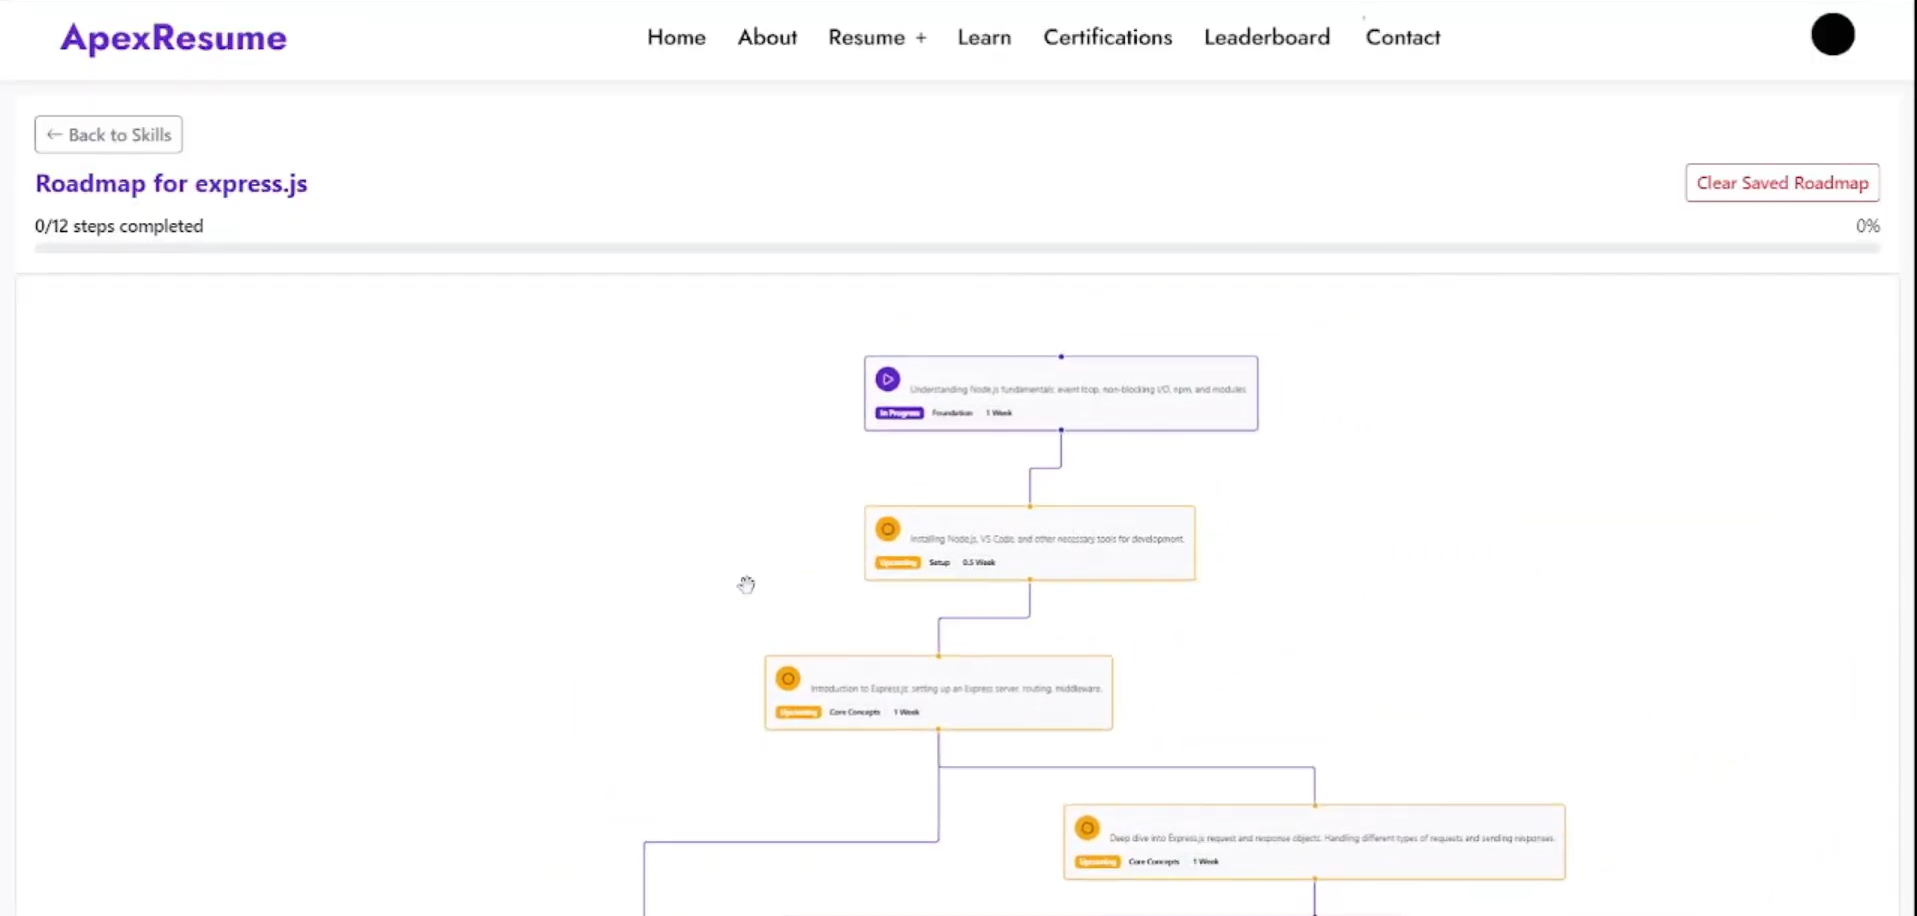 ApexResume
Home About Resume + Learn Certifications Leaderboard Contact
← Back to Skills
Roadmap for express.js
Clear Saved Roadmap
0/12 steps completed
0%
Understanding Node.js fundamentals: event loop, non-blocking I/O, npm, and modules.
In Progress Foundation 1 Week
Installing Node.js, VS Code, and other necessary tools for development.
Upcoming Setup 0.5 Week
Introduction to Express.js: setting up an Express server, routing, middleware.
Upcoming Core Concepts 1 Week
Deep dive into Express.js request and response objects. Handling different types of requests and sending responses.
Upcoming Core Concepts 1 Week